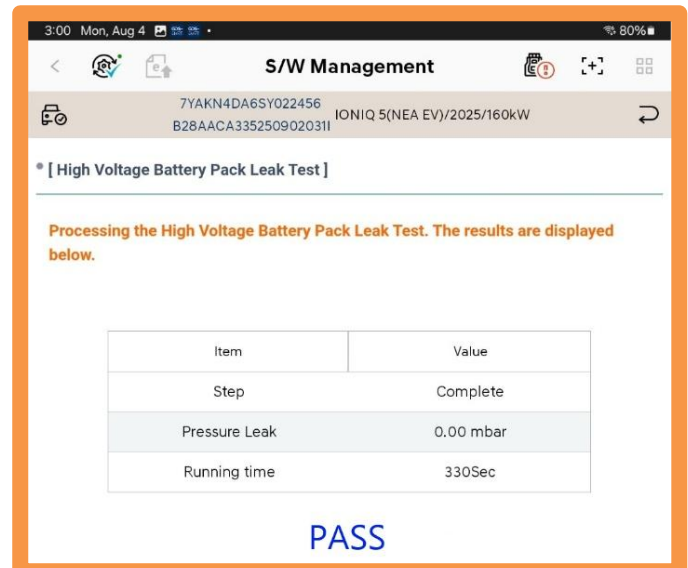 3:00 Mon, Aug 4
80%
S/W Management
7YAKN4DA6SY022456
B28AACA335250902031I
IONIQ 5(NEA EV)/2025/160kW
[ High Voltage Battery Pack Leak Test ]
Processing the High Voltage Battery Pack Leak Test. The results are displayed
below.
Item Value
Step Complete
Pressure Leak 0.00 mbar
Running time 330Sec
PASS